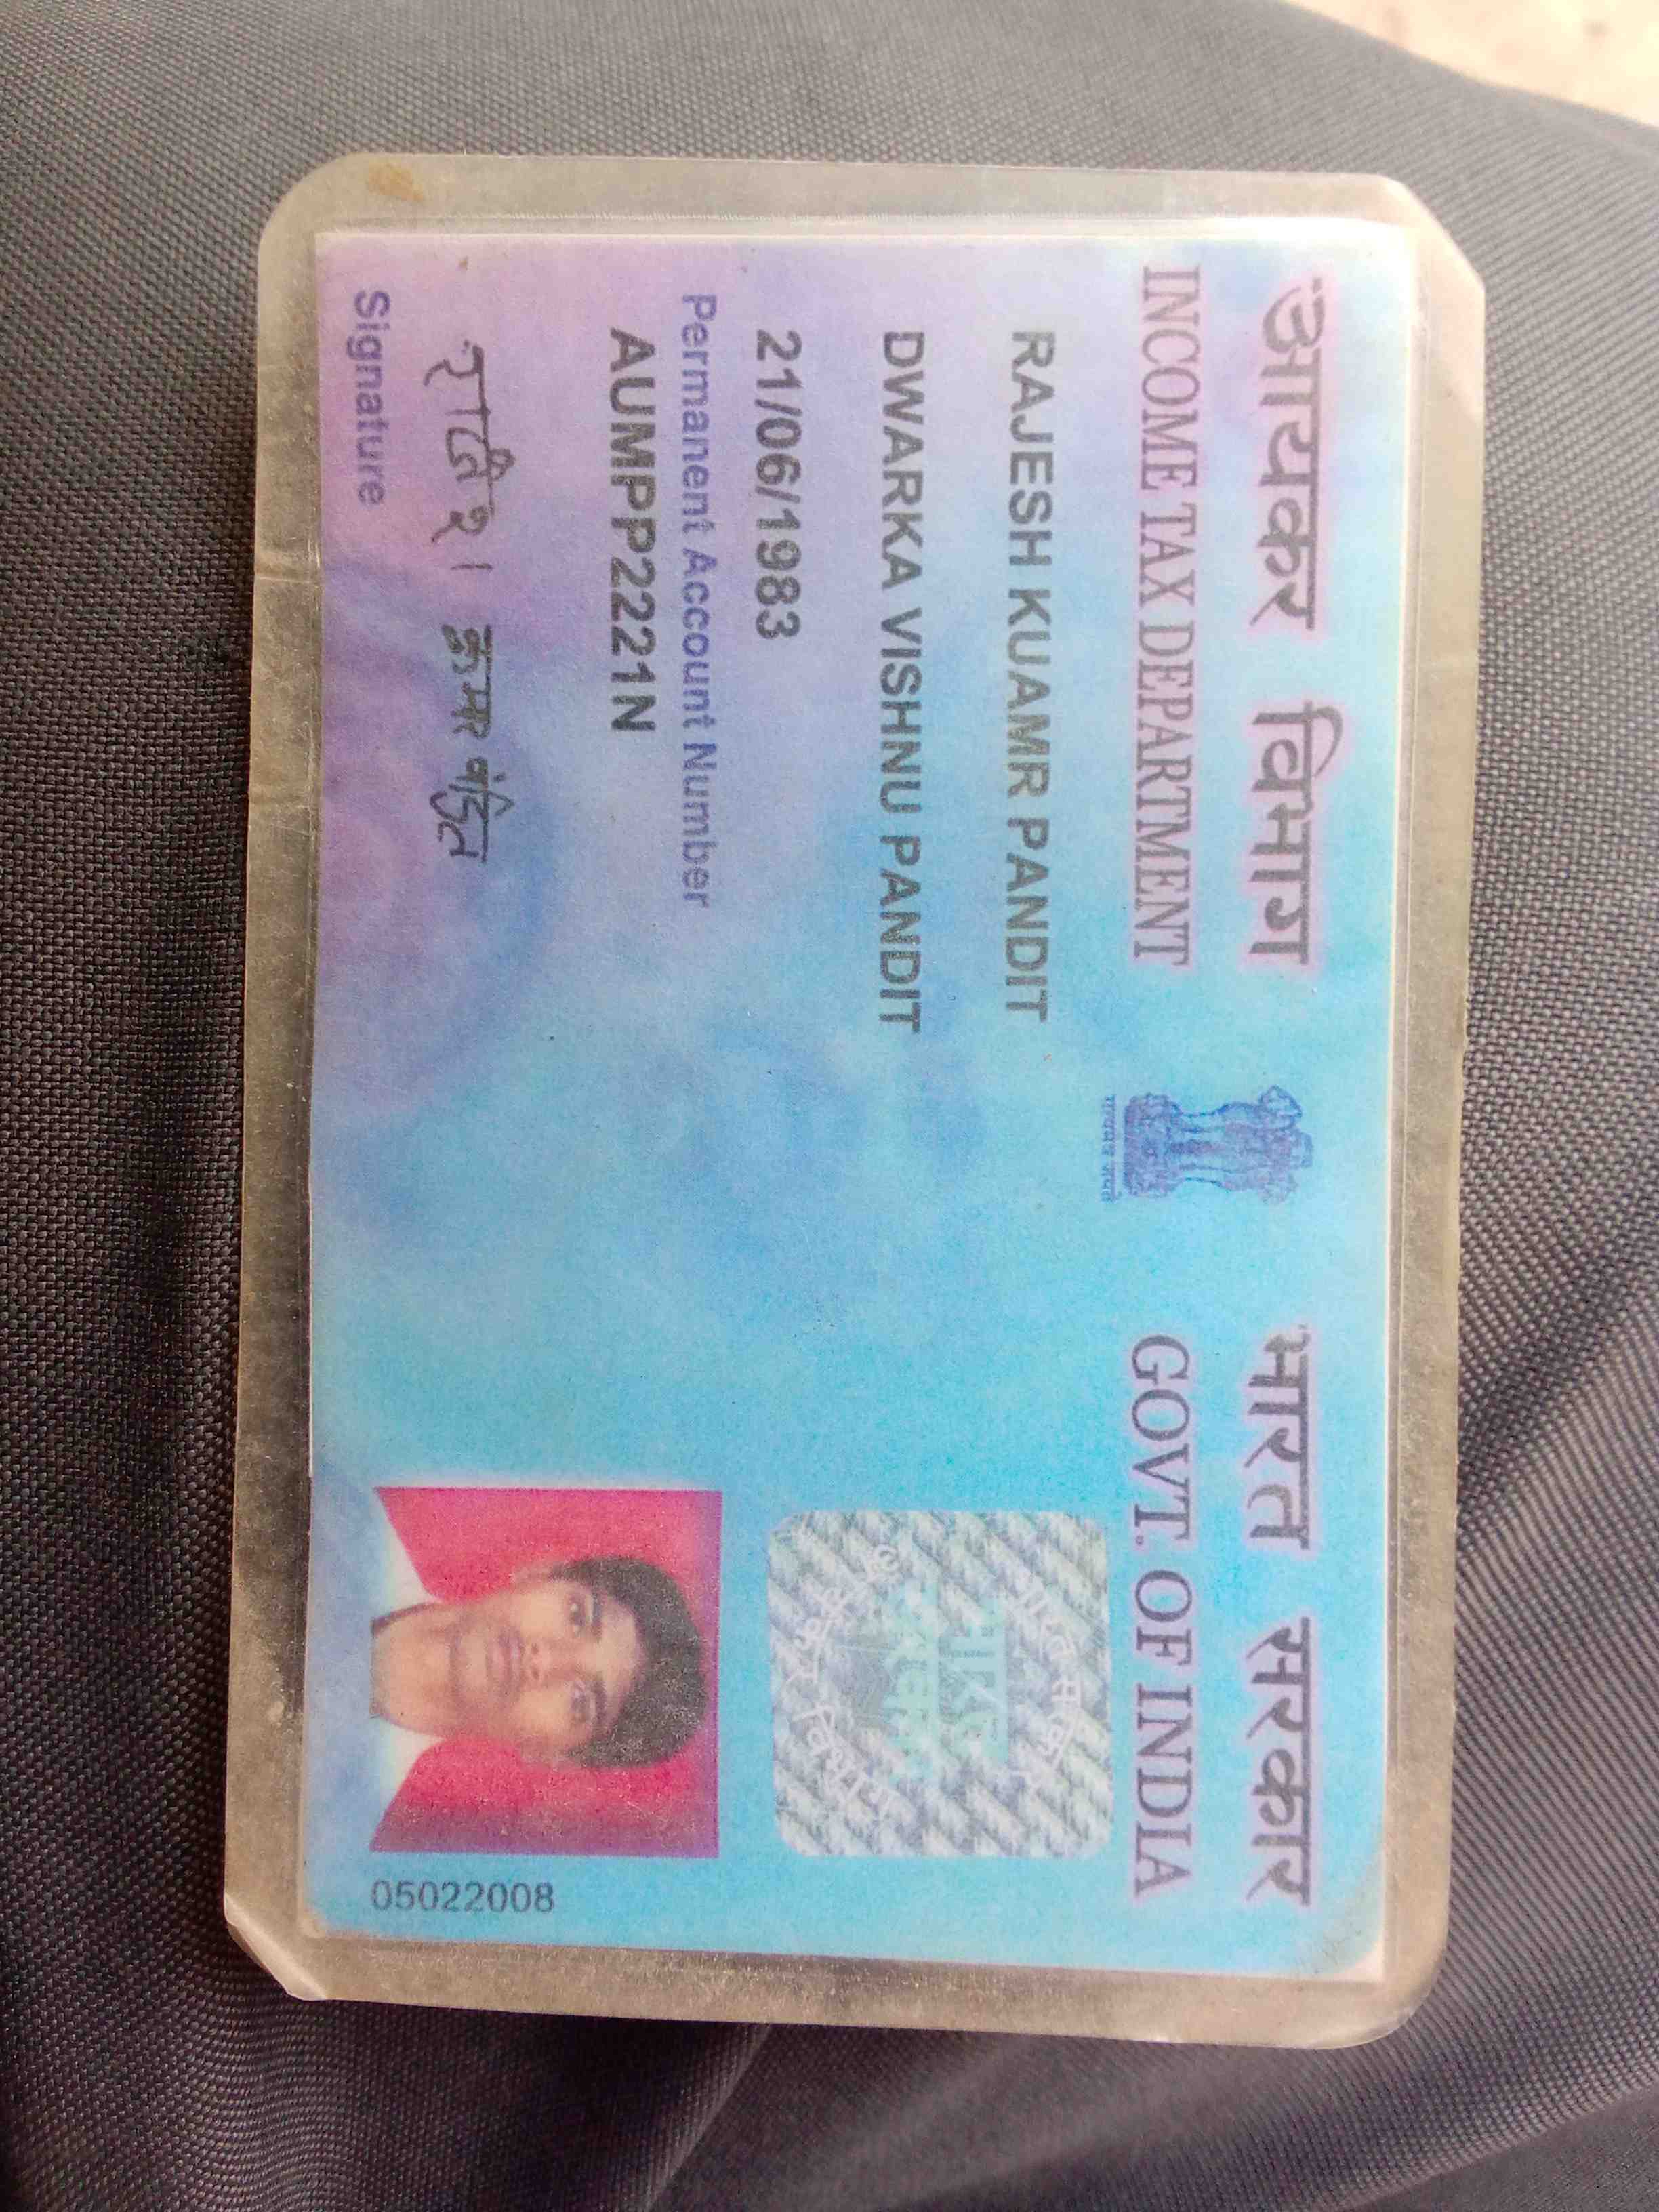 आयकर विभाग
INCOME TAX DEPARTMENT
भारत सरकार
GOVT. OF INDIA
सत्यमेव जयते
RAJESH KUAMR PANDIT
DWARKA VISHNU PANDIT
21/06/1983
Permanent Account Number
AUMPP2221N
कुमार पंडित
Signature
05022008